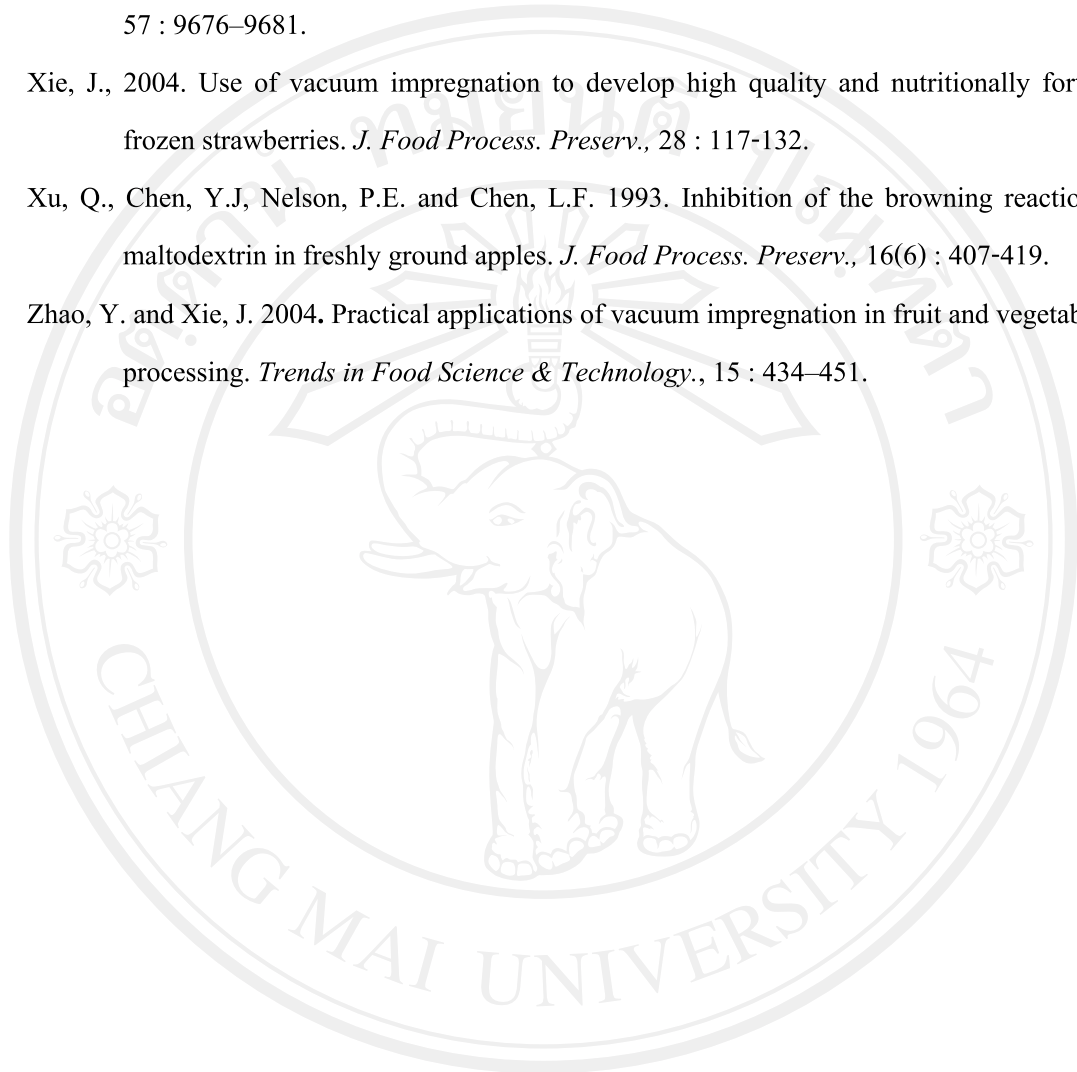 57 : 9676–9681.
Xie, J., 2004. Use of vacuum impregnation to develop high quality and nutritionally for
frozen strawberries. J. Food Process. Preserv., 28 : 117-132.
Xu, Q., Chen, Y.J, Nelson, P.E. and Chen, L.F. 1993. Inhibition of the browning reactio
maltodextrin in freshly ground apples. J. Food Process. Preserv., 16(6) : 407-419.
Zhao, Y. and Xie, J. 2004. Practical applications of vacuum impregnation in fruit and vegetab
processing. Trends in Food Science & Technology., 15 : 434–451.
CHIANG MAI UNIVERSITY 1964